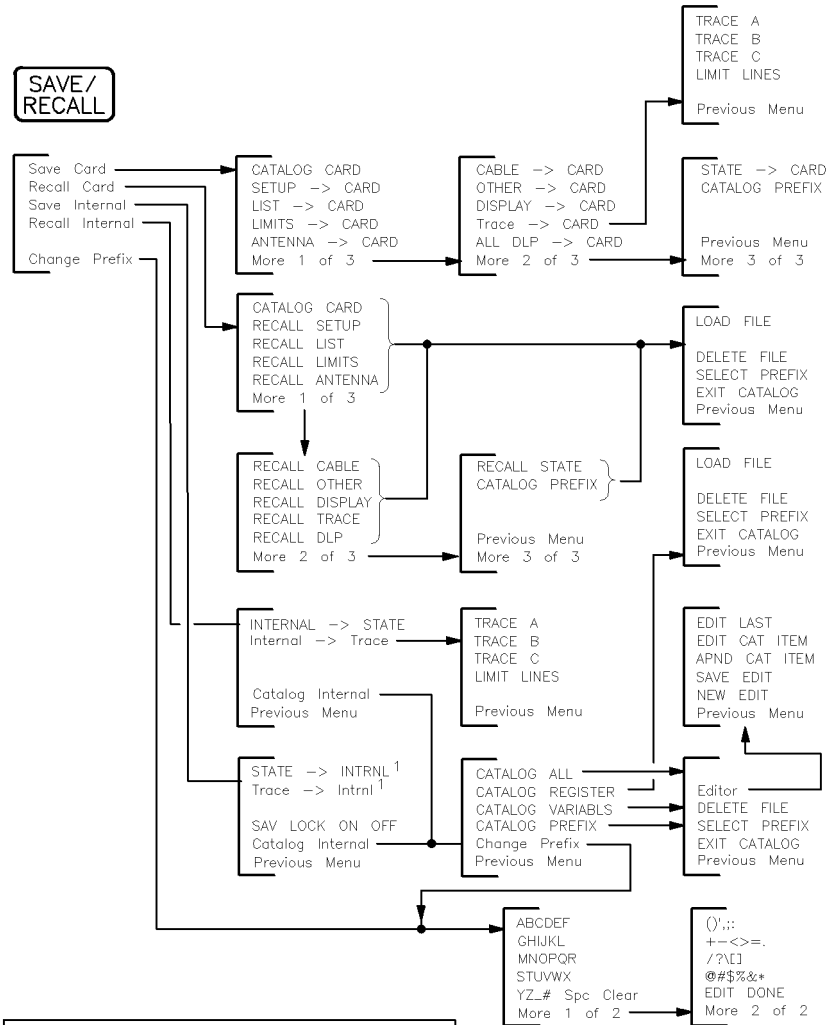 SAVE/
RECALL
TRACE A
TRACE B
TRACE C
LIMIT LINES
Previous Menu
Save Card
Recall Card
Save Internal
Recall Internal
Change Prefix
CATALOG CARD
SETUP -> CARD
LIST -> CARD
LIMITS -> CARD
ANTENNA -> CARD
More 1 of 3
CABLE -> CARD
OTHER -> CARD
DISPLAY -> CARD
Trace -> CARD
ALL DLP -> CARD
More 2 of 3
STATE -> CARD
CATALOG PREFIX
Previous Menu
More 3 of 3
CATALOG CARD
RECALL SETUP
RECALL LIST
RECALL LIMITS
RECALL ANTENNA
More 1 of 3
LOAD FILE
DELETE FILE
SELECT PREFIX
EXIT CATALOG
Previous Menu
RECALL CABLE
RECALL OTHER
RECALL DISPLAY
RECALL TRACE
RECALL DLP
More 2 of 3
RECALL STATE
CATALOG PREFIX
Previous Menu
More 3 of 3
LOAD FILE
DELETE FILE
SELECT PREFIX
EXIT CATALOG
Previous Menu
INTERNAL -> STATE
Internal -> Trace
Catalog Internal
Previous Menu
TRACE A
TRACE B
TRACE C
LIMIT LINES
Previous Menu
EDIT LAST
EDIT CAT ITEM
APND CAT ITEM
SAVE EDIT
NEW EDIT
Previous Menu
STATE -> INTRNL 1
Trace -> Intrnl 1
SAV LOCK ON OFF
Catalog Internal
Previous Menu
CATALOG ALL
CATALOG REGISTER
CATALOG VARIABLS
CATALOG PREFIX
Change Prefix
Previous Menu
Editor
DELETE FILE
SELECT PREFIX
EXIT CATALOG
Previous Menu
ABCDEF
GHIJKL
MNOPQR
STUVWX
YZ_# Spc Clear
More 1 of 2
()',;:
+-<>=.
/?\[]
@#$%&*
EDIT DONE
More 2 of 2